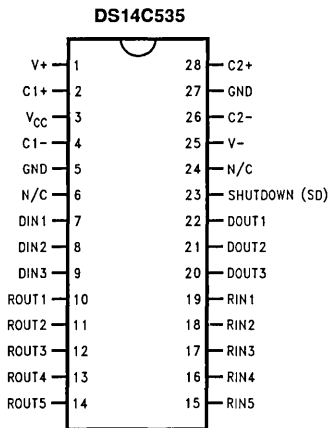 DS14C535
V+ 1 28 C2+
C1+ 2 27 GND
VCC 3 26 C2-
C1- 4 25 V-
GND 5 24 N/C
N/C 6 23 SHUTDOWN (SD)
DIN1 7 22 DOUT1
DIN2 8 21 DOUT2
DIN3 9 20 DOUT3
ROUT1 10 19 RIN1
ROUT2 11 18 RIN2
ROUT3 12 17 RIN3
ROUT4 13 16 RIN4
ROUT5 14 15 RIN5